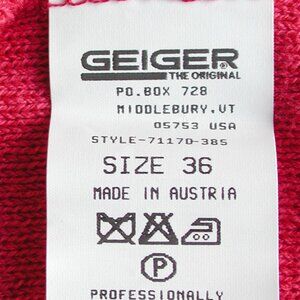 GEIGER
THE ORIGINAL
PO.BOX 728
MIDDLEBURY.VT
05753 USA
STYLE-71170-385
SIZE 36
MADE IN AUSTRIA
P
PROFESSIONALLY